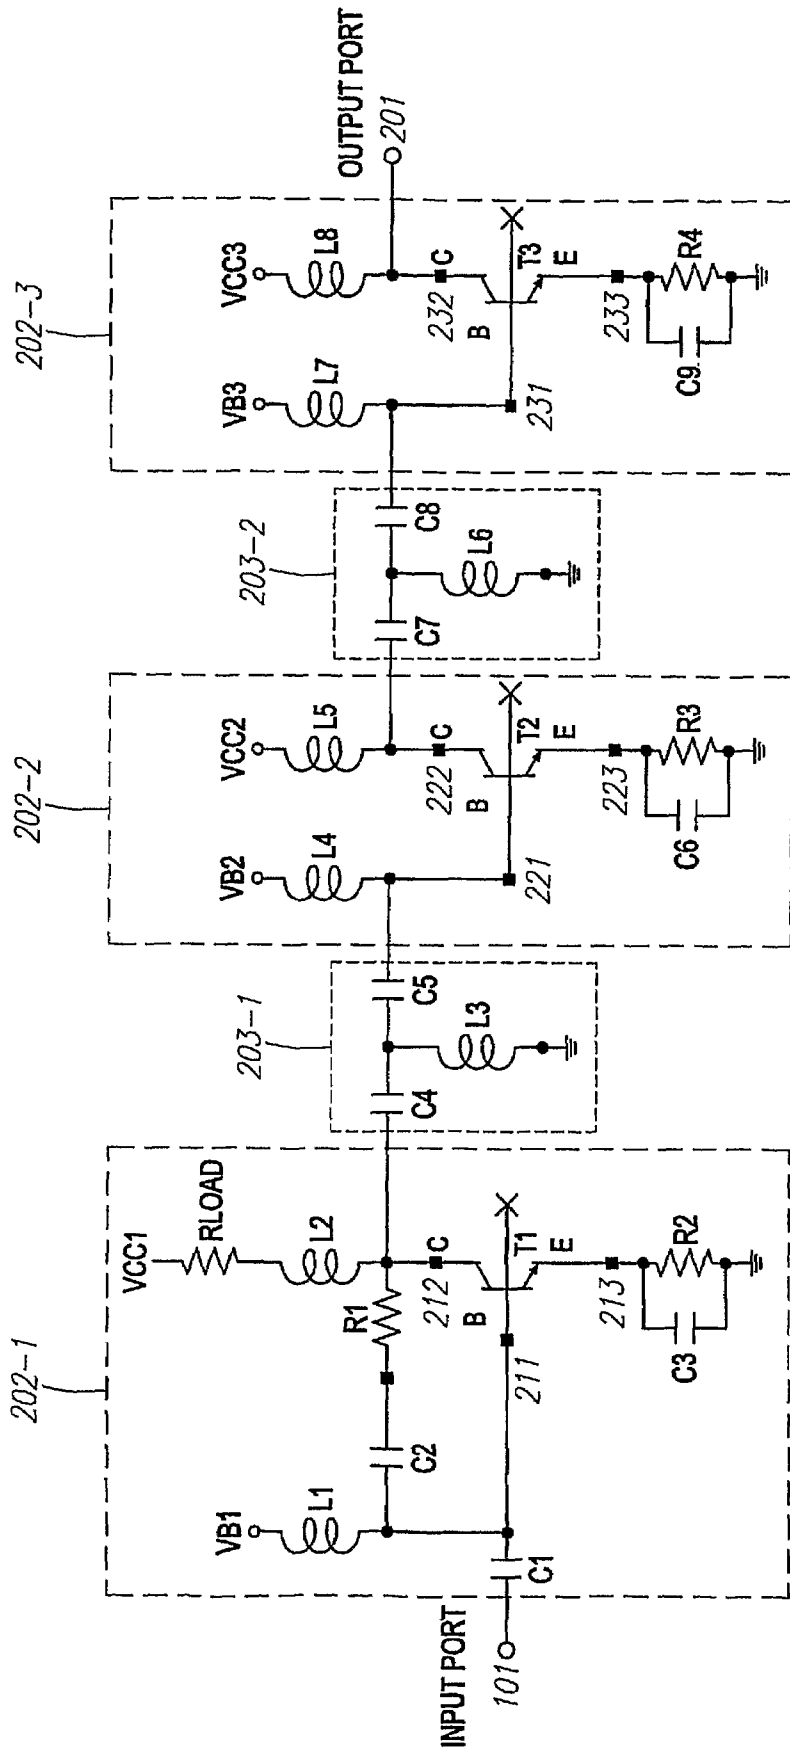 202-1
202-2
202-3
203-1
203-2
VCC1
RLOAD
VB1
L1
L2
R1
C2
212
C
B
T1
E
211
213
C3
R2
C1
INPUT PORT
101
C4
C5
L3
VB2
L4
VCC2
L5
222
C
B
T2
E
221
223
C6
R3
C7
C8
L6
VB3
L7
VCC3
L8
232
C
B
T3
E
231
233
C9
R4
OUTPUT PORT
201